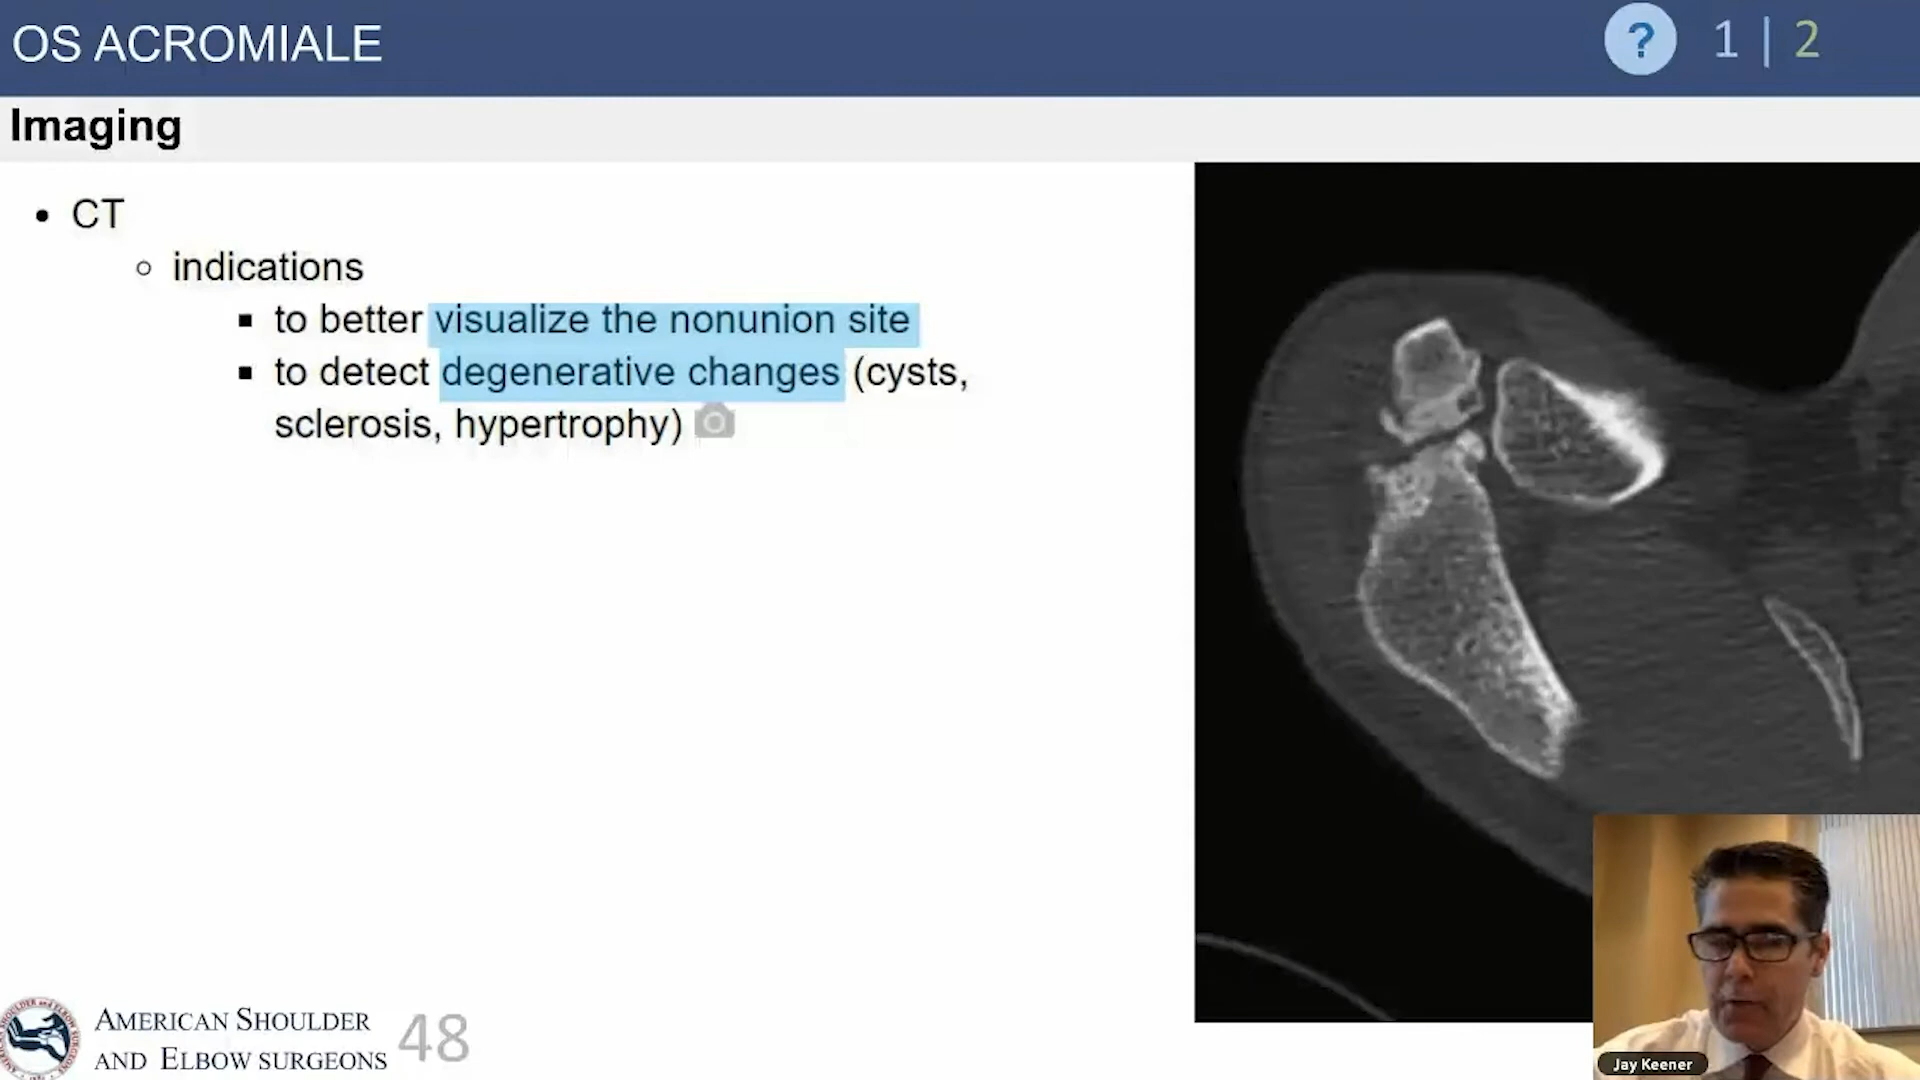 OS ACROMIALE
? 1 | 2
Imaging
• CT
○ indications
▪ to better visualize the nonunion site
▪ to detect degenerative changes (cysts,
sclerosis, hypertrophy)
AMERICAN SHOULDER
AND ELBOW SURGEONS
48
Jay Keener